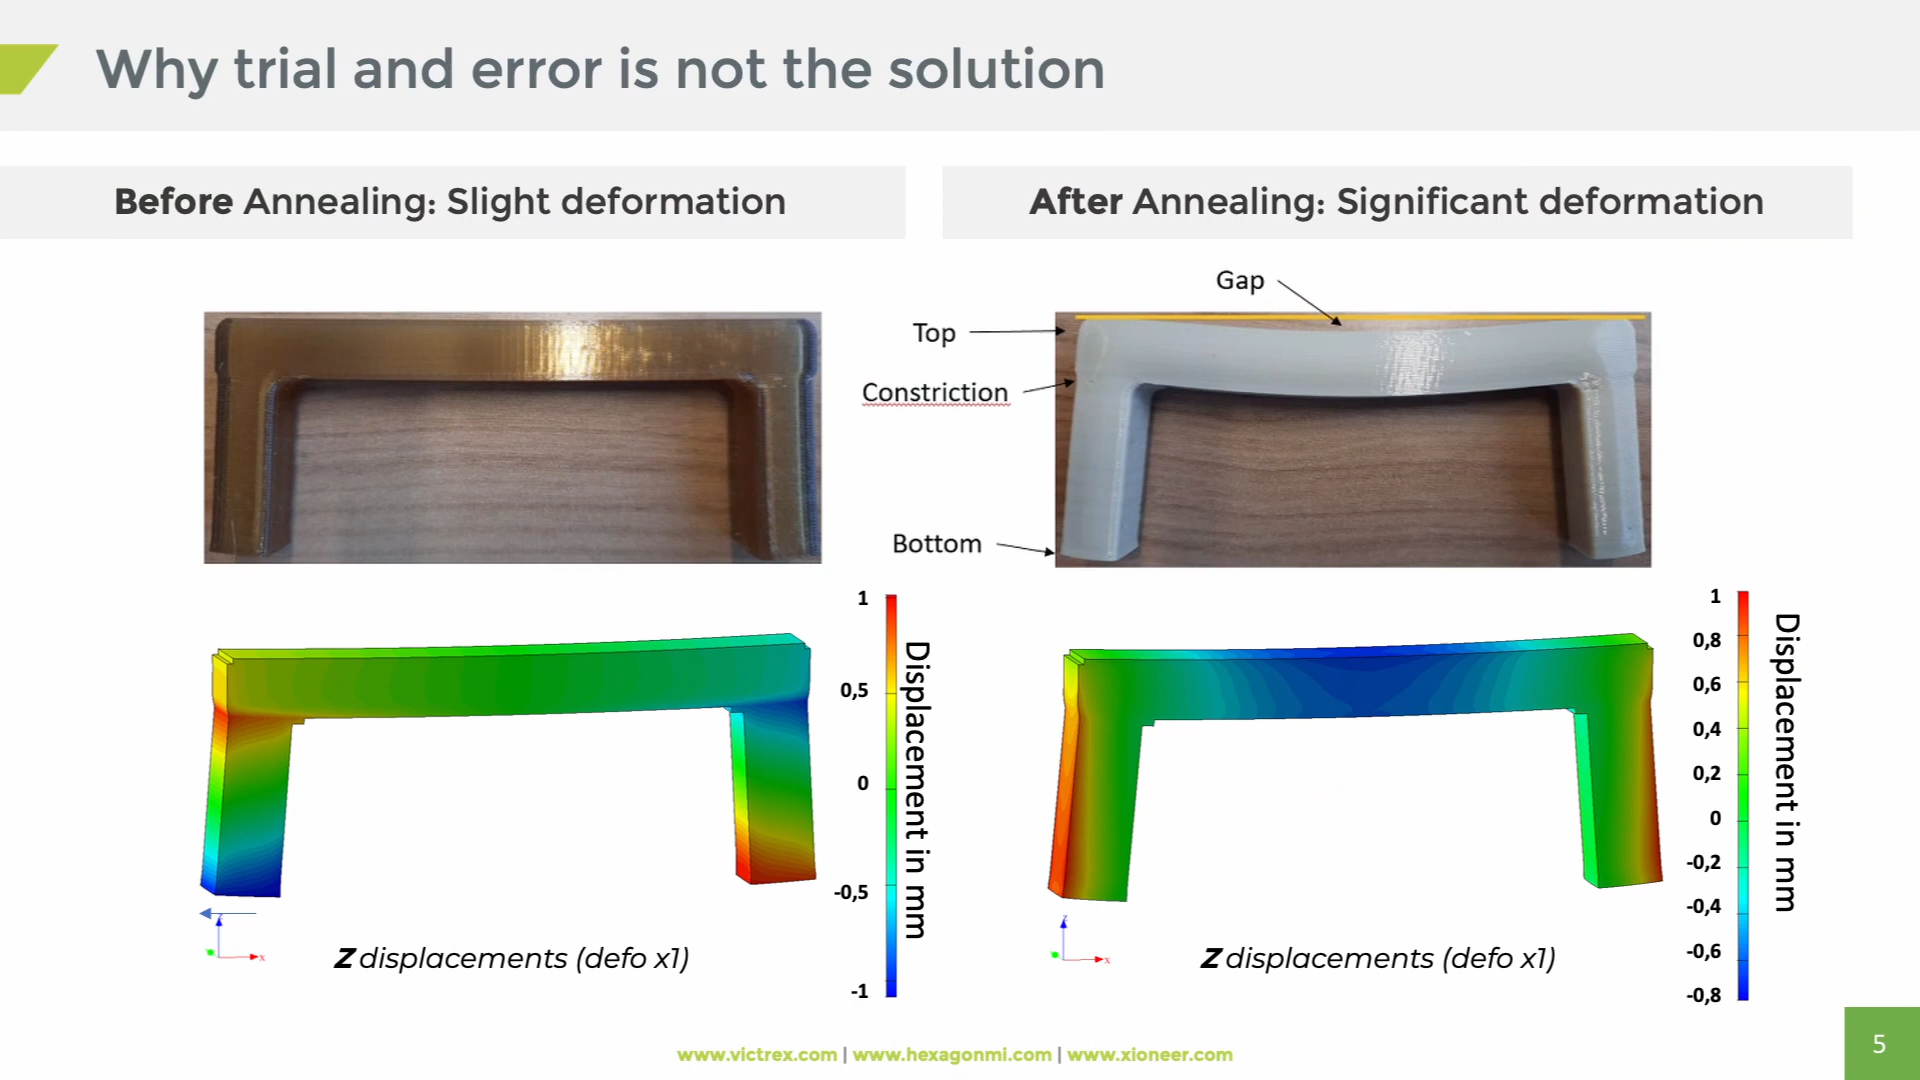 Why trial and error is not the solution
Before Annealing: Slight deformation
After Annealing: Significant deformation
Gap
Top
Constriction
Bottom
1
0,5
0
-0,5
-1
Displacement in mm
z
x
Z displacements (defo x1)
1
0,8
0,6
0,4
0,2
0
-0,2
-0,4
-0,6
-0,8
Displacement in mm
z
x
Z displacements (defo x1)
www.victrex.com | www.hexagonmi.com | www.xioneer.com
5